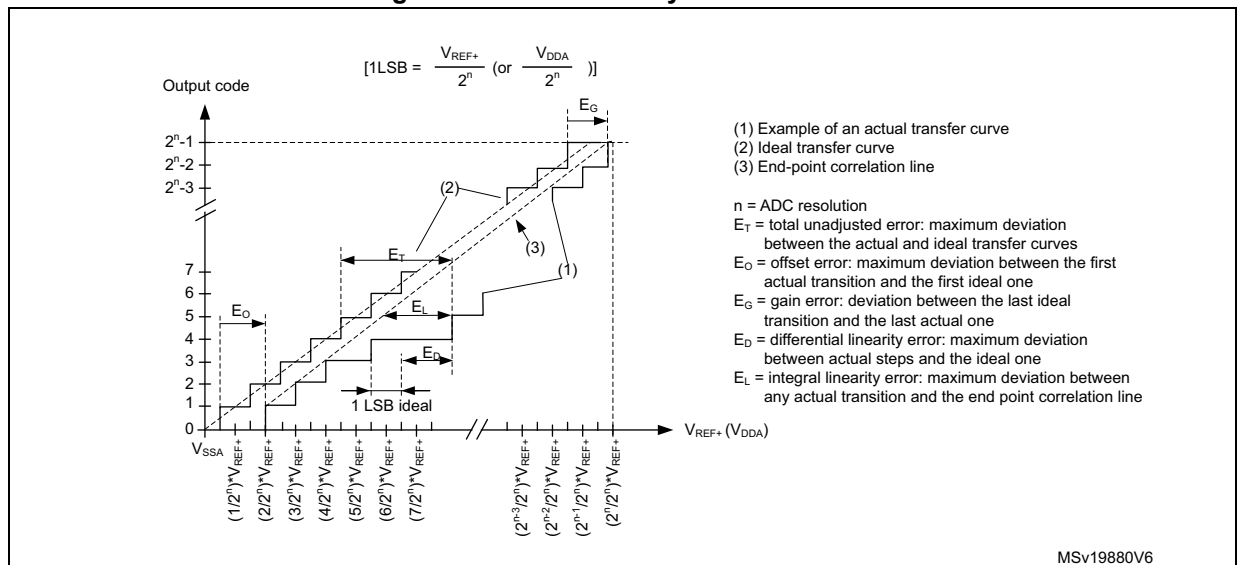 [1LSB = V_REF+ / 2^n (or V_DDA / 2^n )]
Output code
E_G
2^n-1
2^n-2
2^n-3
7
6
5
4
3
2
1
0
(2)
(3)
(1)
E_T
E_O
E_L
E_D
1 LSB ideal
V_SSA
(1/2^n)*V_REF+
(2/2^n)*V_REF+
(3/2^n)*V_REF+
(4/2^n)*V_REF+
(5/2^n)*V_REF+
(6/2^n)*V_REF+
(7/2^n)*V_REF+
(2^n-3/2^n)*V_REF+
(2^n-2/2^n)*V_REF+
(2^n-1/2^n)*V_REF+
(2^n/2^n)*V_REF+
V_REF+ (V_DDA)
(1) Example of an actual transfer curve
(2) Ideal transfer curve
(3) End-point correlation line
n = ADC resolution
E_T = total unadjusted error: maximum deviation
between the actual and ideal transfer curves
E_O = offset error: maximum deviation between the first
actual transition and the first ideal one
E_G = gain error: deviation between the last ideal
transition and the last actual one
E_D = differential linearity error: maximum deviation
between actual steps and the ideal one
E_L = integral linearity error: maximum deviation between
any actual transition and the end point correlation line
MSv19880V6